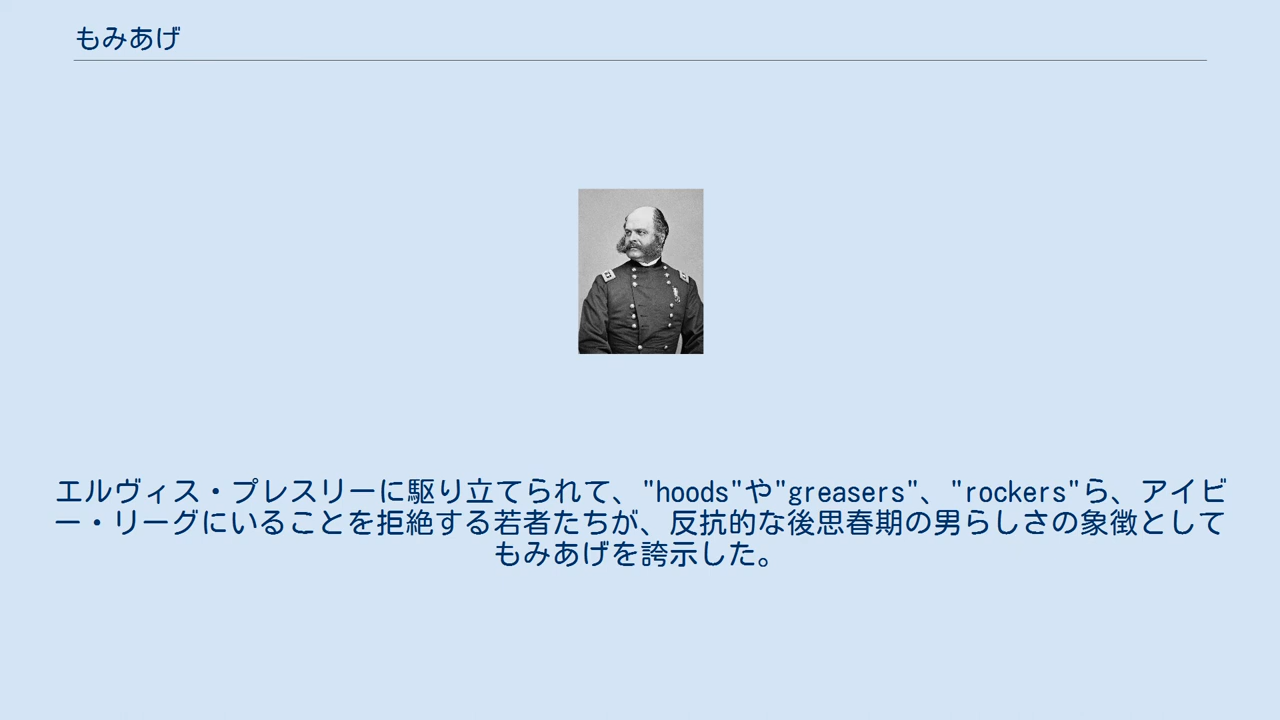 もみあげ
エルヴィス・プレスリーに駆り立てられて、"hoods"や"greasers"、"rockers"ら、アイビ
ー・リーグにいることを拒絶する若者たちが、反抗的な後思春期の男らしさの象徴として
もみあげを誇示した。